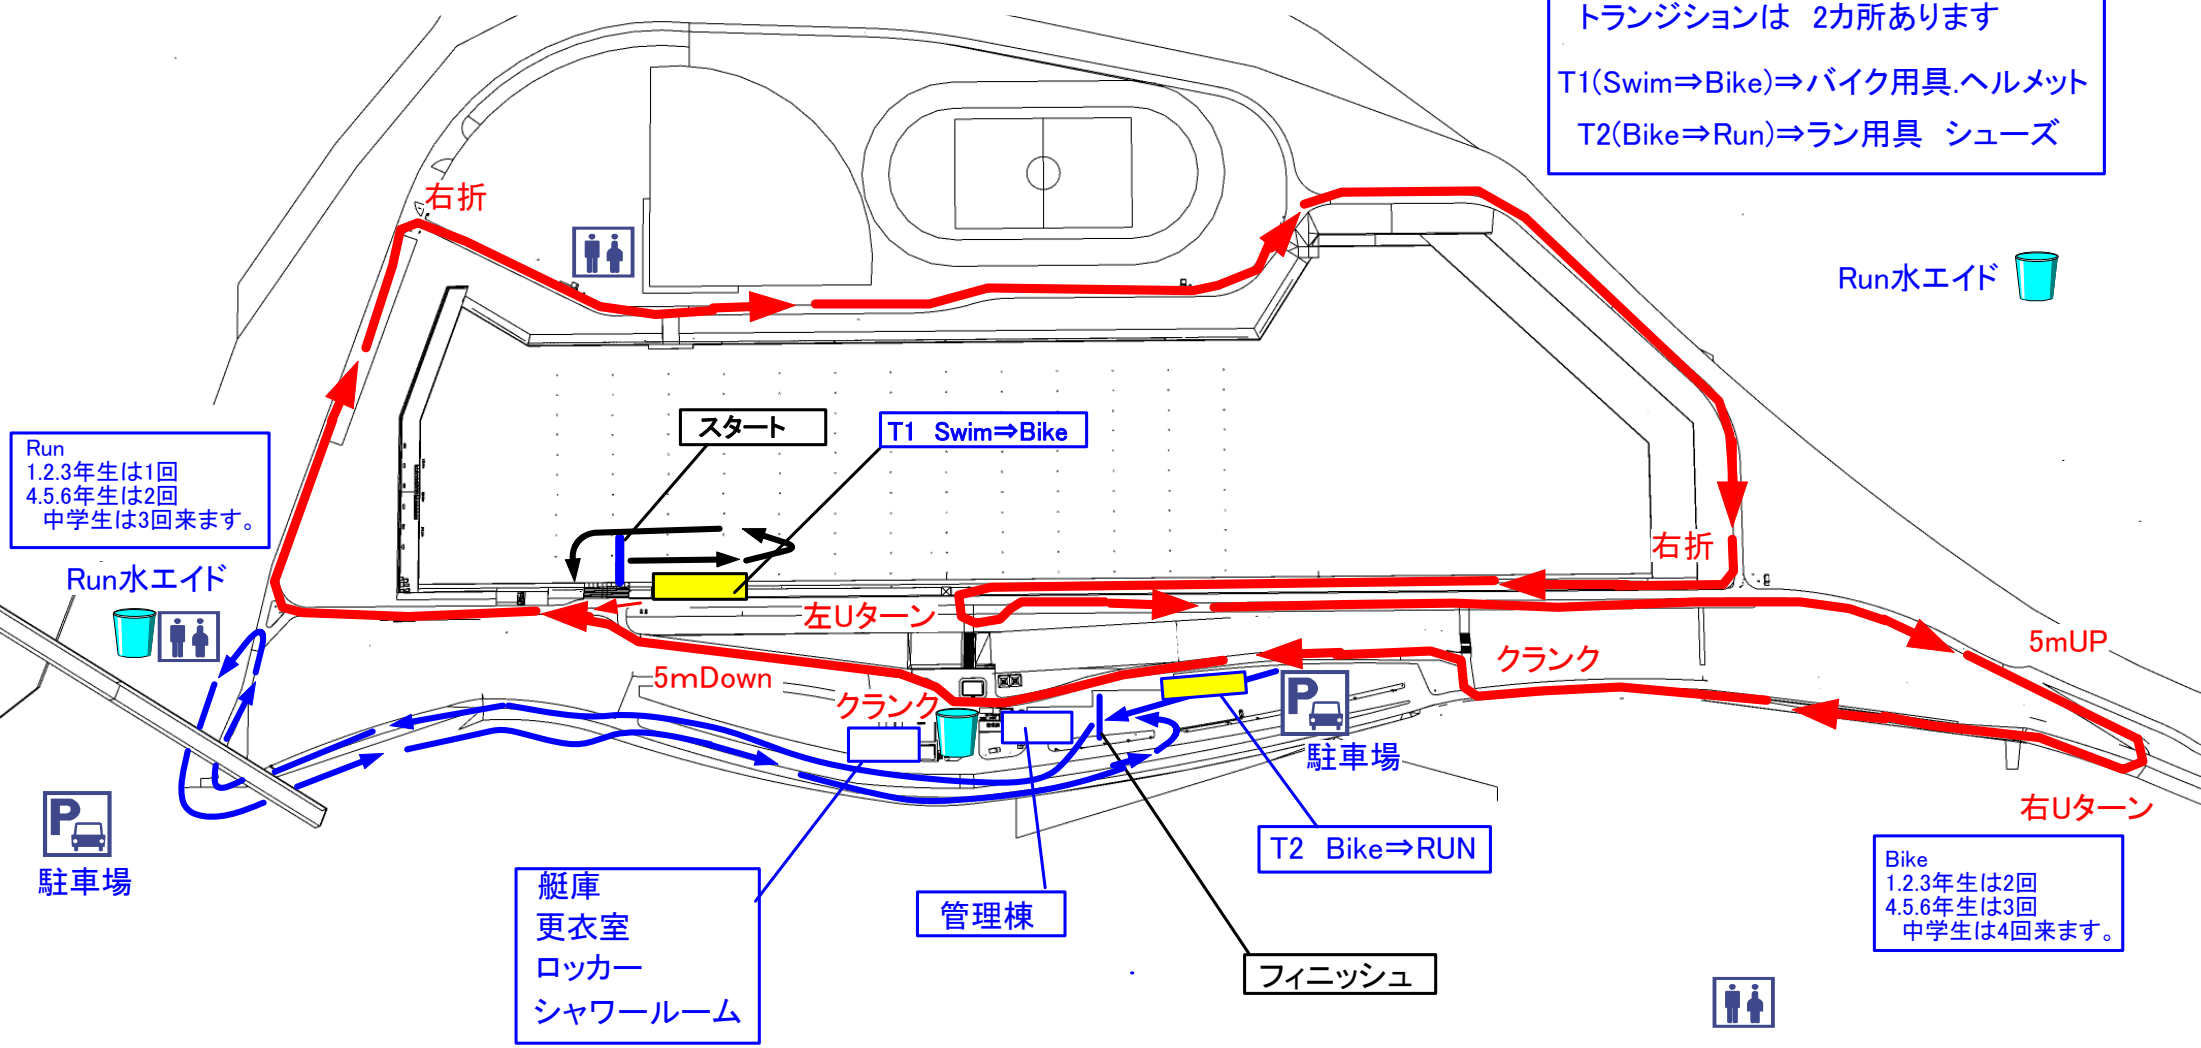 トランジションは 2カ所あります
T1(Swim⇒Bike)⇒バイク用具.ヘルメット
T2(Bike⇒Run)⇒ラン用具 シューズ
右折
Run水エイド
スタート
T1 Swim⇒Bike
Run
1.2.3年生は1回
4.5.6年生は2回
中学生は3回来ます。
右折
Run水エイド
左Uターン
5mUP
クランク
5mDown
クランク
P
駐車場
右Uターン
P
駐車場
T2 Bike⇒RUN
Bike
1.2.3年生は2回
4.5.6年生は3回
中学生は4回来ます。
艇庫
更衣室
ロッカー
シャワールーム
管理棟
フィニッシュ